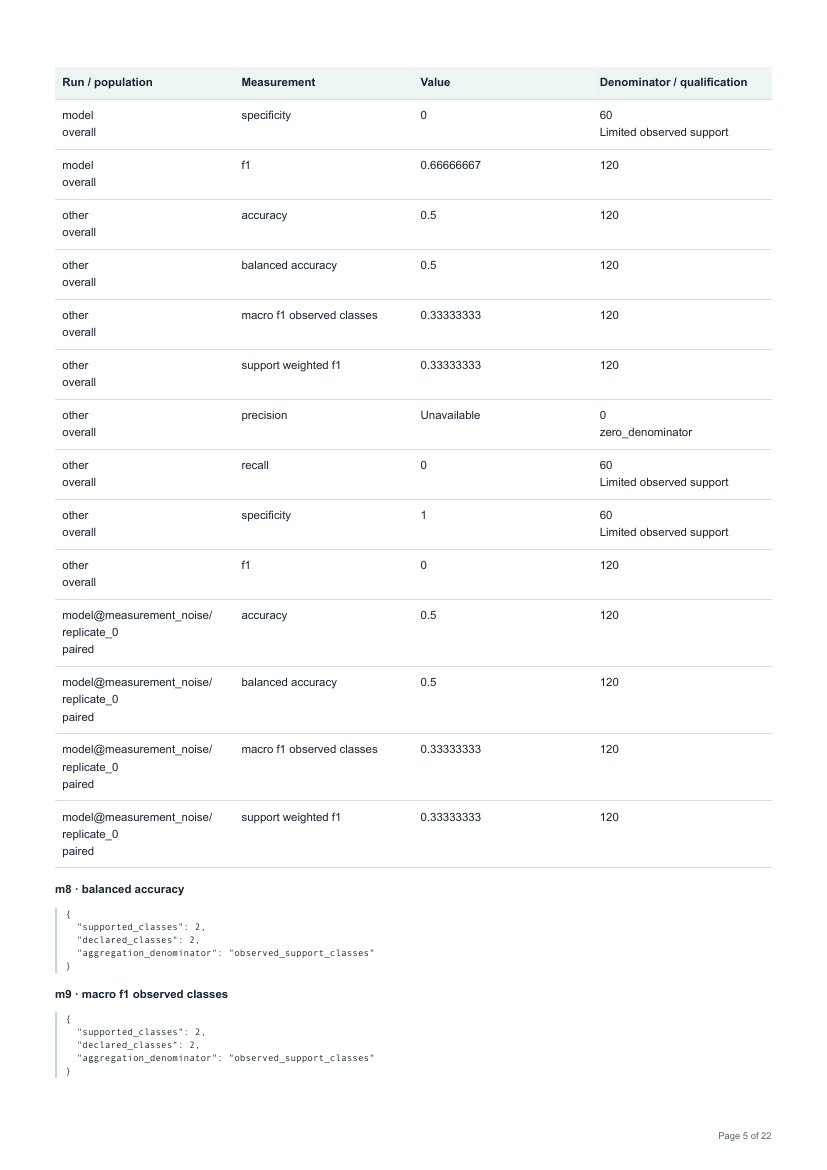 Run / population Measurement Value Denominator / qualification
model specificity 0 60
overall Limited observed support
model f1 0.66666667 120
overall
other accuracy 0.5 120
overall
other balanced accuracy 0.5 120
overall
other macro f1 observed classes 0.33333333 120
overall
other support weighted f1 0.33333333 120
overall
other precision Unavailable 0
overall zero_denominator
other recall 0 60
overall Limited observed support
other specificity 1 60
overall Limited observed support
other f1 0 120
overall
model@measurement_noise/ accuracy 0.5 120
replicate_0
paired
model@measurement_noise/ balanced accuracy 0.5 120
replicate_0
paired
model@measurement_noise/ macro f1 observed classes 0.33333333 120
replicate_0
paired
model@measurement_noise/ support weighted f1 0.33333333 120
replicate_0
paired
m8 · balanced accuracy
{
"supported_classes": 2,
"declared_classes": 2,
"aggregation_denominator": "observed_support_classes"
}
m9 · macro f1 observed classes
{
"supported_classes": 2,
"declared_classes": 2,
"aggregation_denominator": "observed_support_classes"
}
Page 5 of 22